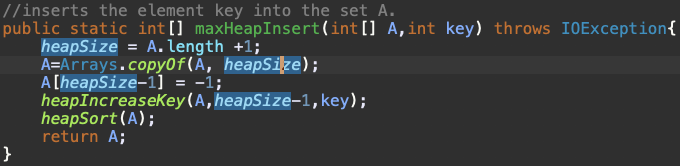 //inserts the element key into the set A.
public static int[] maxHeapInsert(int[] A,int key) throws IOException{
    heapSize = A.length +1;
    A=Arrays.copyOf(A, heapSize);
    A[heapSize-1] = -1;
    heapIncreaseKey(A,heapSize-1,key);
    heapSort(A);
    return A;
}